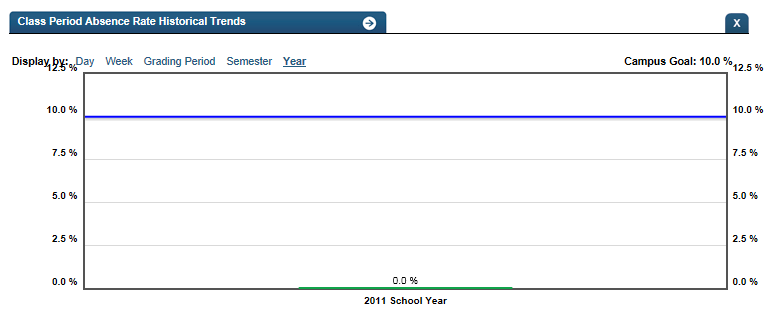 Class Period Absence Rate Historical Trends
X
Display by: Day Week Grading Period Semester Year Campus Goal: 10.0 %
12.5 % 12.5 %
10.0 % 10.0 %
7.5 % 7.5 %
5.0 % 5.0 %
2.5 % 2.5 %
0.0 % 0.0 % 0.0 %
2011 School Year